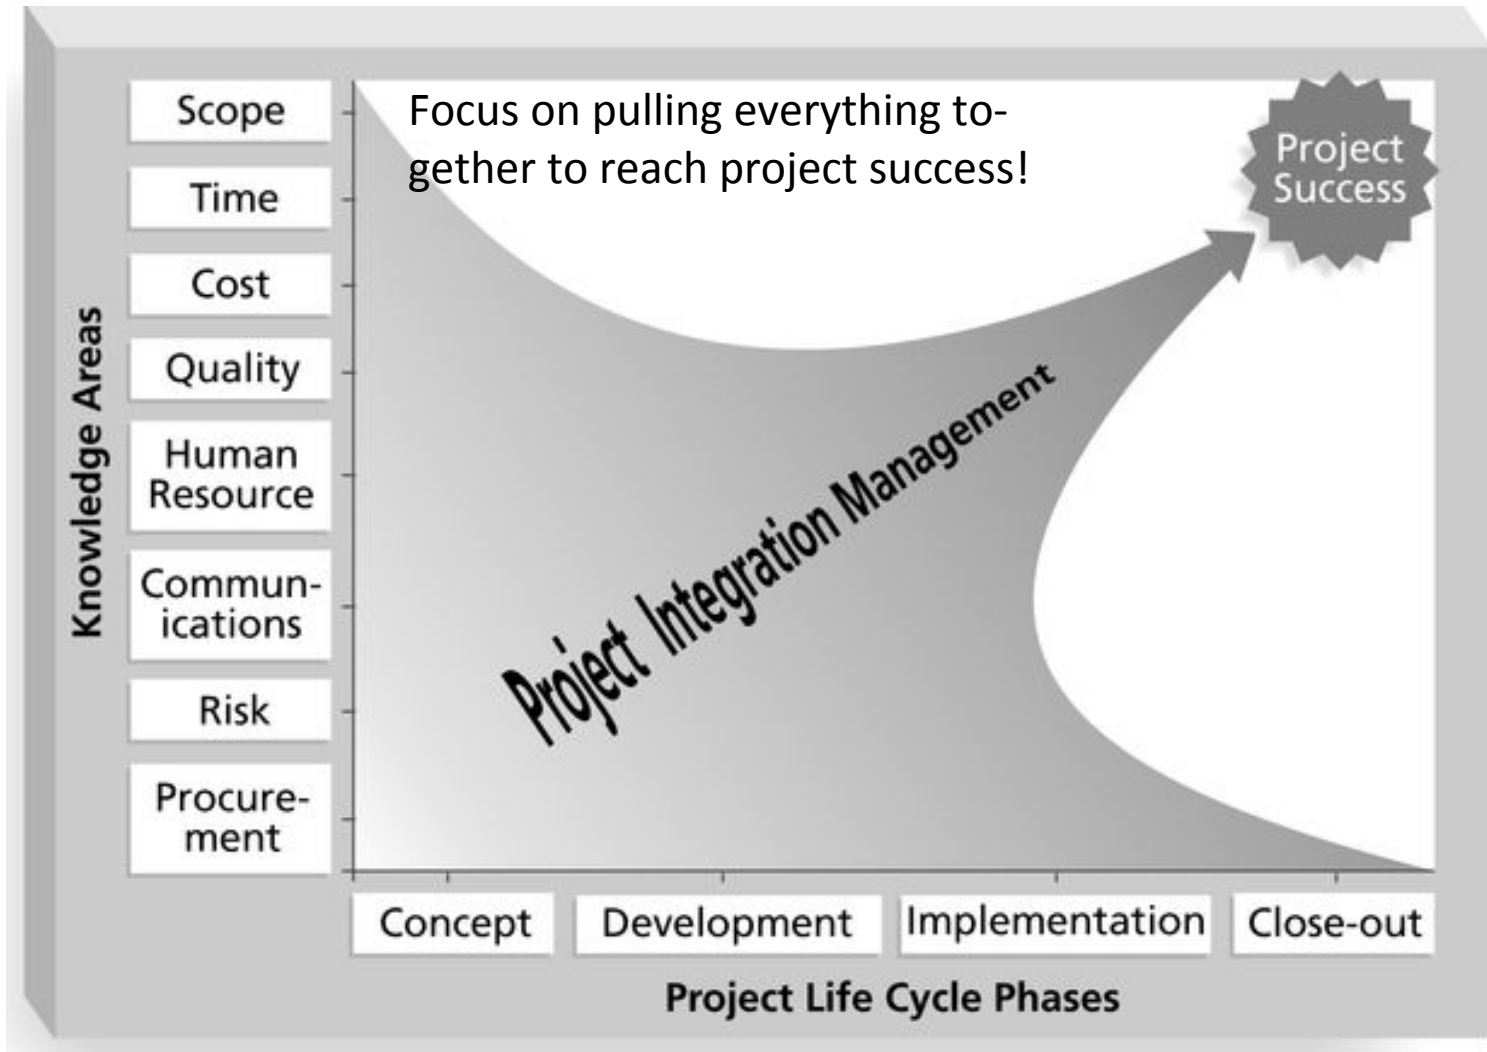 Focus on pulling everything to-
gether to reach project success!
Project
Success
Knowledge Areas
Scope
Time
Cost
Quality
Human
Resource
Commun-
ications
Risk
Procure-
ment
Project Integration Management
Concept
Development
Implementation
Close-out
Project Life Cycle Phases